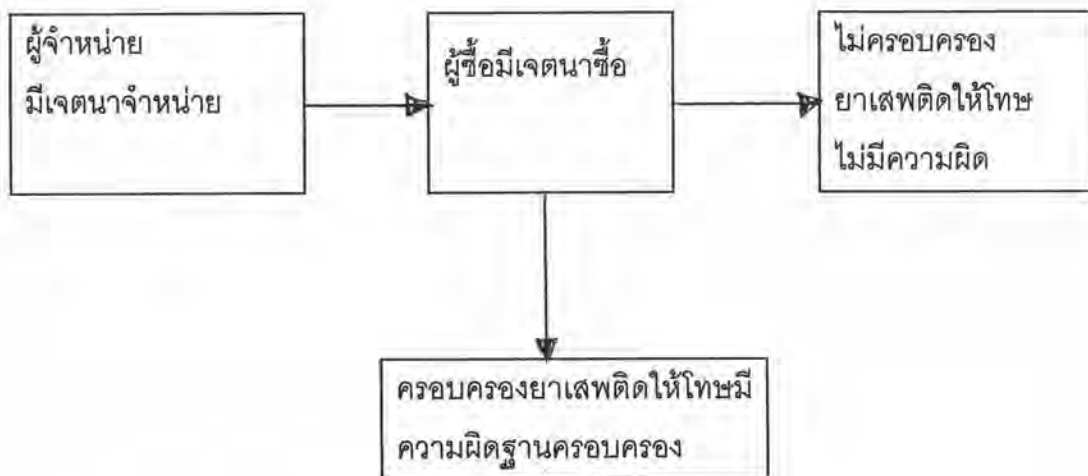 ผู้จำหน่าย
มีเจตนาจำหน่าย
ผู้ซื้อมีเจตนาซื้อ
ไม่ครอบครอง
ยาเสพติดให้โทษ
ไม่มีความผิด
ครอบครองยาเสพติดให้โทษมี
ความผิดฐานครอบครอง